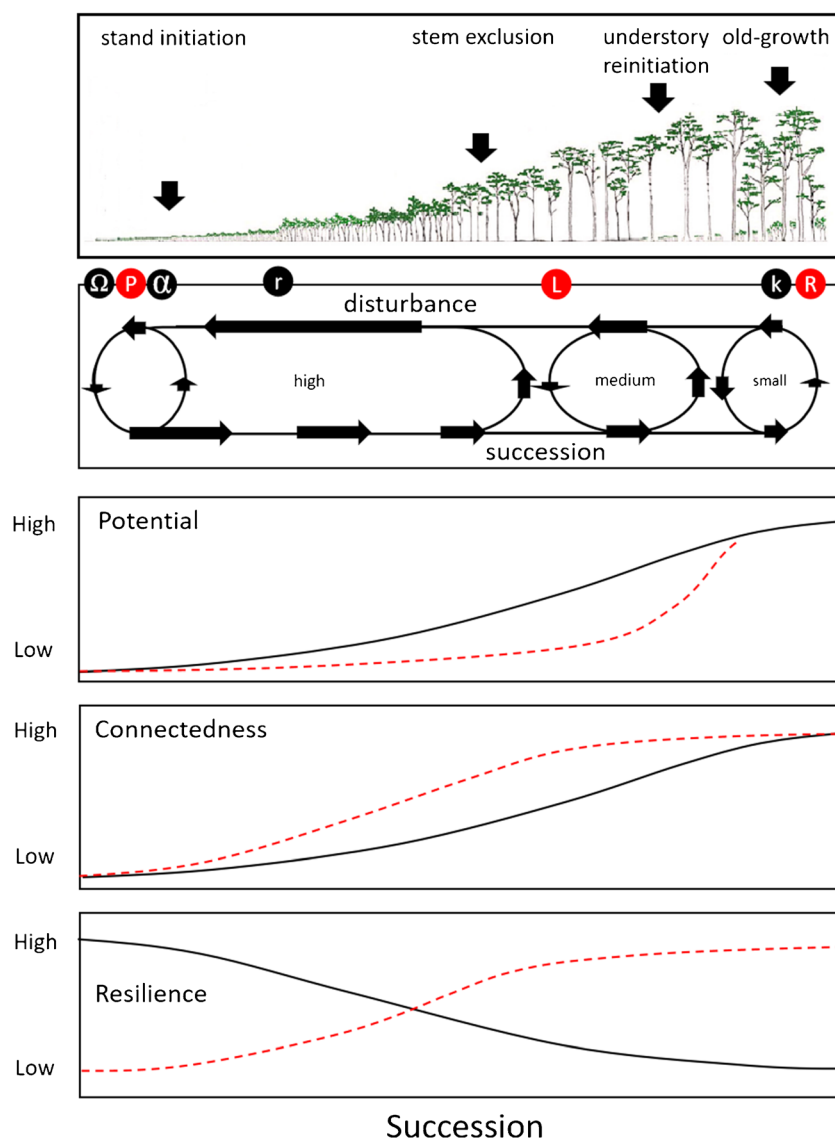 stand initiation
stem exclusion
understory
reinitiation
old-growth
Ω P α r L k R
disturbance
high
medium
small
succession
High
Potential
Low
High
Connectedness
Low
High
Resilience
Low
Succession